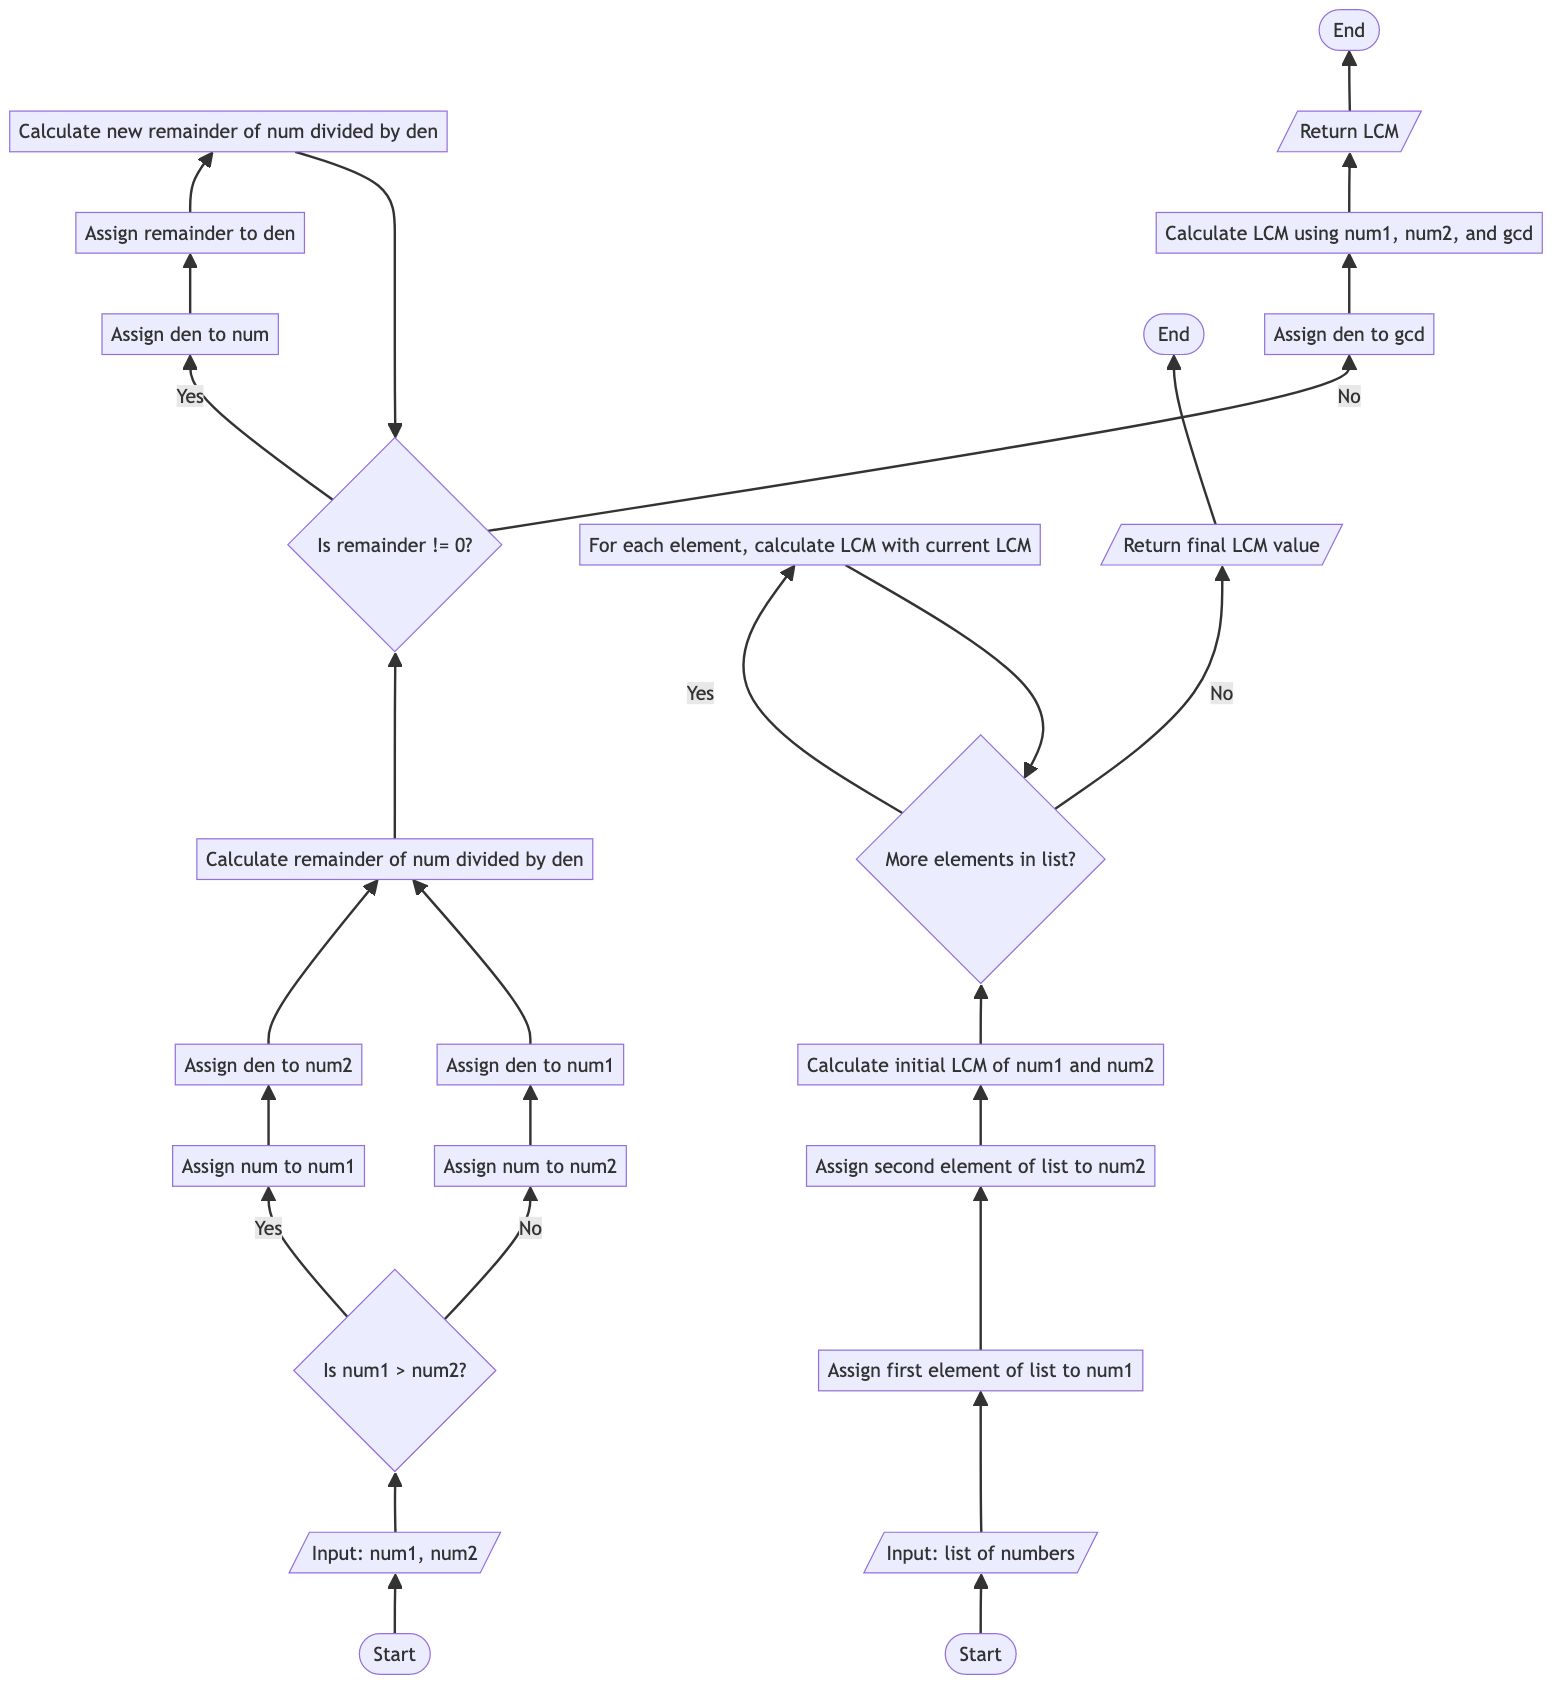 End
Calculate new remainder of num divided by den
Return LCM
Assign remainder to den
Calculate LCM using num1, num2, and gcd
Assign den to num
End
Assign den to gcd
Yes
No
Is remainder != 0?
For each element, calculate LCM with current LCM
Return final LCM value
Yes
No
Calculate remainder of num divided by den
More elements in list?
Assign den to num2
Assign den to num1
Calculate initial LCM of num1 and num2
Assign num to num1
Assign num to num2
Assign second element of list to num2
Yes
No
Is num1 > num2?
Assign first element of list to num1
Input: num1, num2
Input: list of numbers
Start
Start